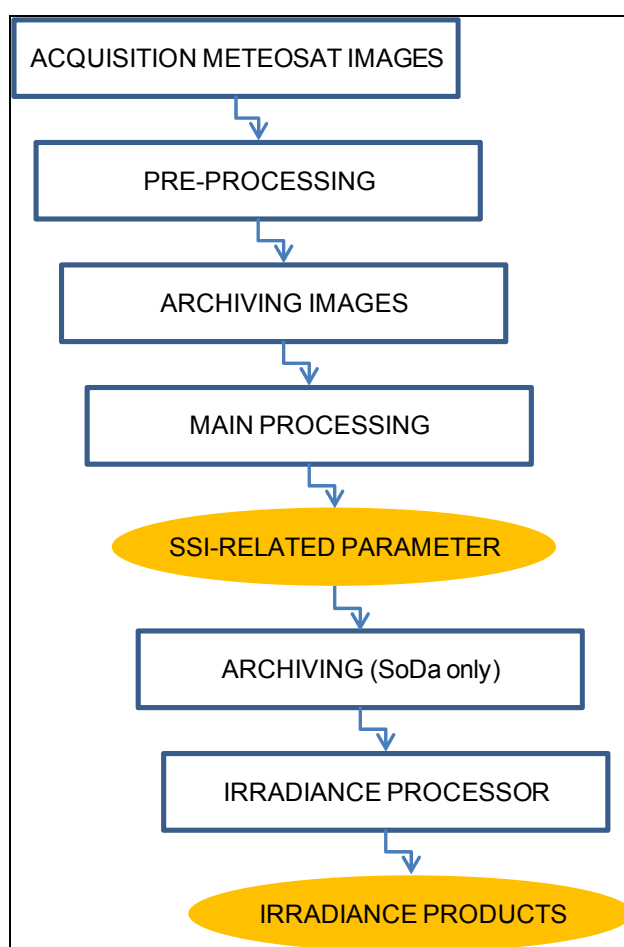 ACQUISITION METEOSAT IMAGES
PRE-PROCESSING
ARCHIVING IMAGES
MAIN PROCESSING
SSI-RELATED PARAMETER
ARCHIVING (SoDa only)
IRRADIANCE PROCESSOR
IRRADIANCE PRODUCTS